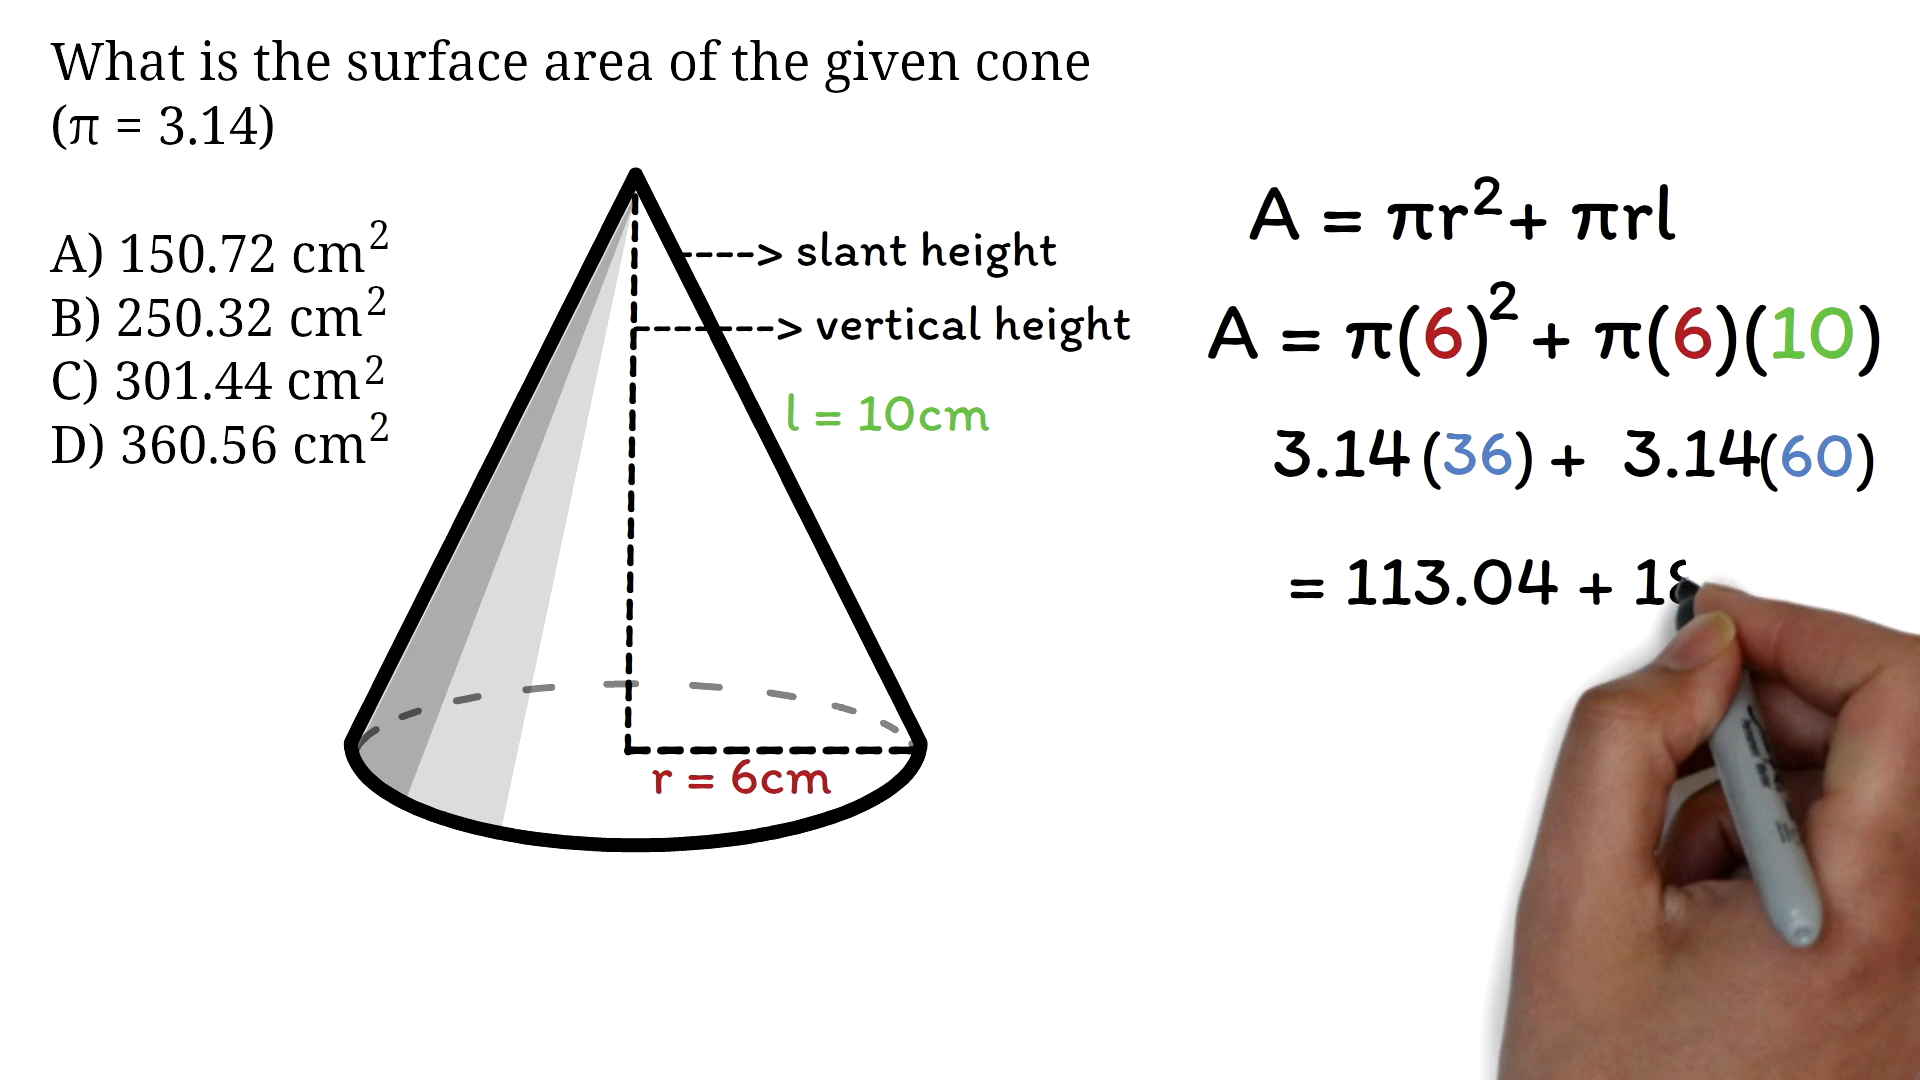 What is the surface area of the given cone
(π = 3.14)
A) 150.72 cm²
B) 250.32 cm²
C) 301.44 cm²
D) 360.56 cm²
----> slant height
-------> vertical height
l = 10cm
r = 6cm
A = πr² + πrl
A = π(6)² + π(6)(10)
3.14 (36) + 3.14(60)
= 113.04 + 18